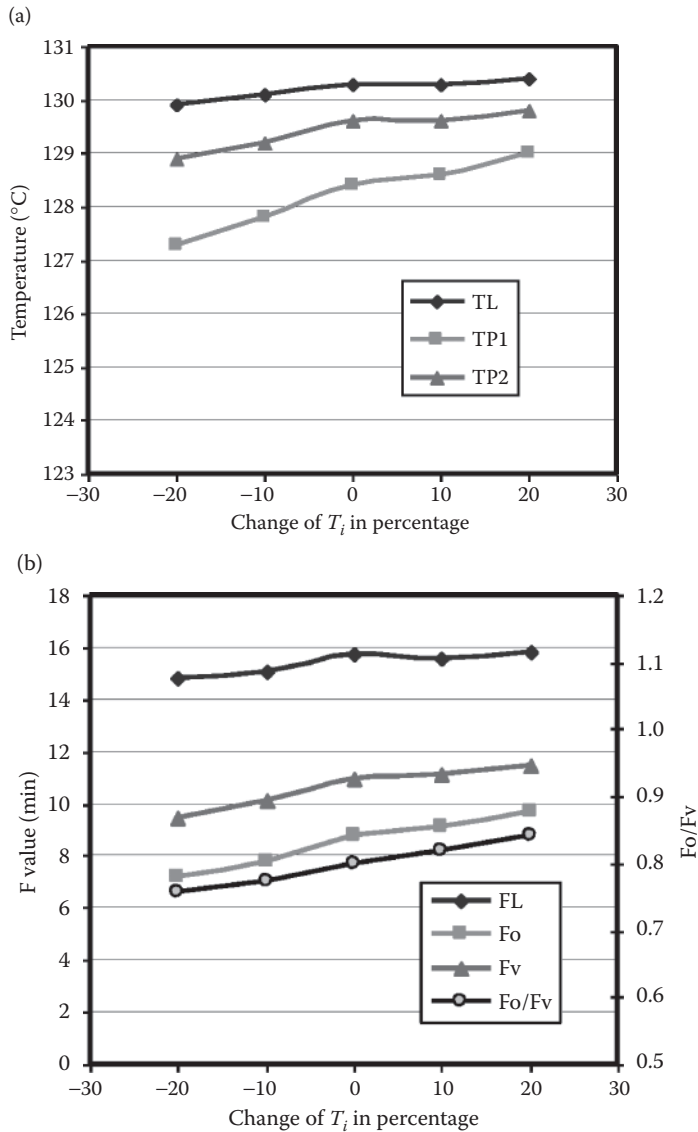 (a)
131
130
129
128
127
126
125
124
123
Temperature (°C)
TL
TP1
TP2
−30 −20 −10 0 10 20 30
Change of Ti in percentage
(b)
18
16
14
12
10
8
6
4
2
0
F value (min)
1.2
1.1
1.0
0.9
0.8
0.7
0.6
0.5
Fo/Fv
FL
Fo
Fv
Fo/Fv
−30 −20 −10 0 10 20 30
Change of Ti in percentage